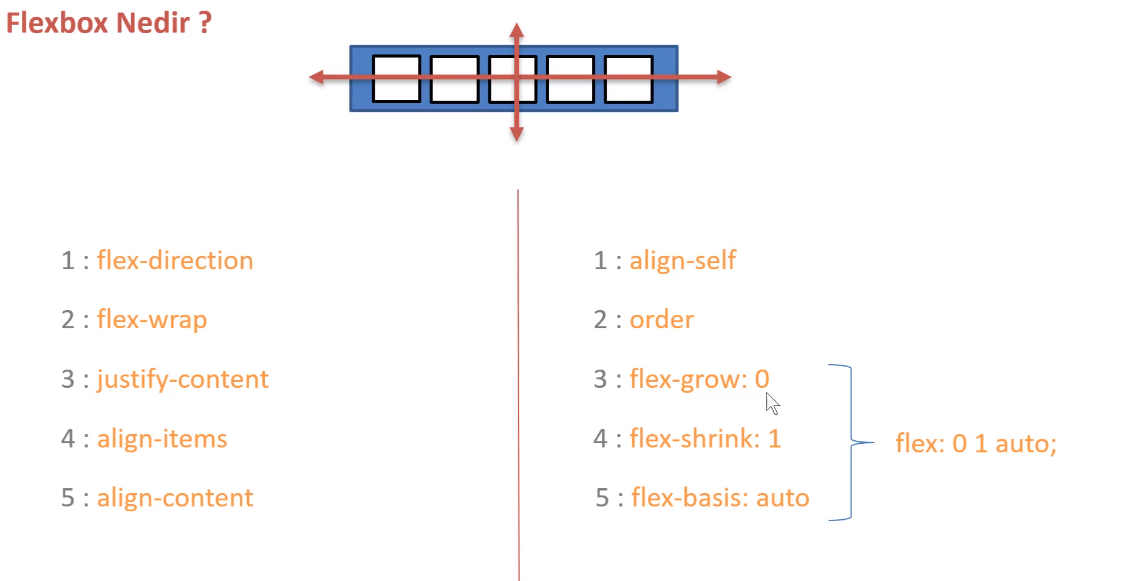 Flexbox Nedir ?
1 : flex-direction
2 : flex-wrap
3 : justify-content
4 : align-items
5 : align-content
1 : align-self
2 : order
3 : flex-grow: 0
4 : flex-shrink: 1
5 : flex-basis: auto
flex: 0 1 auto;